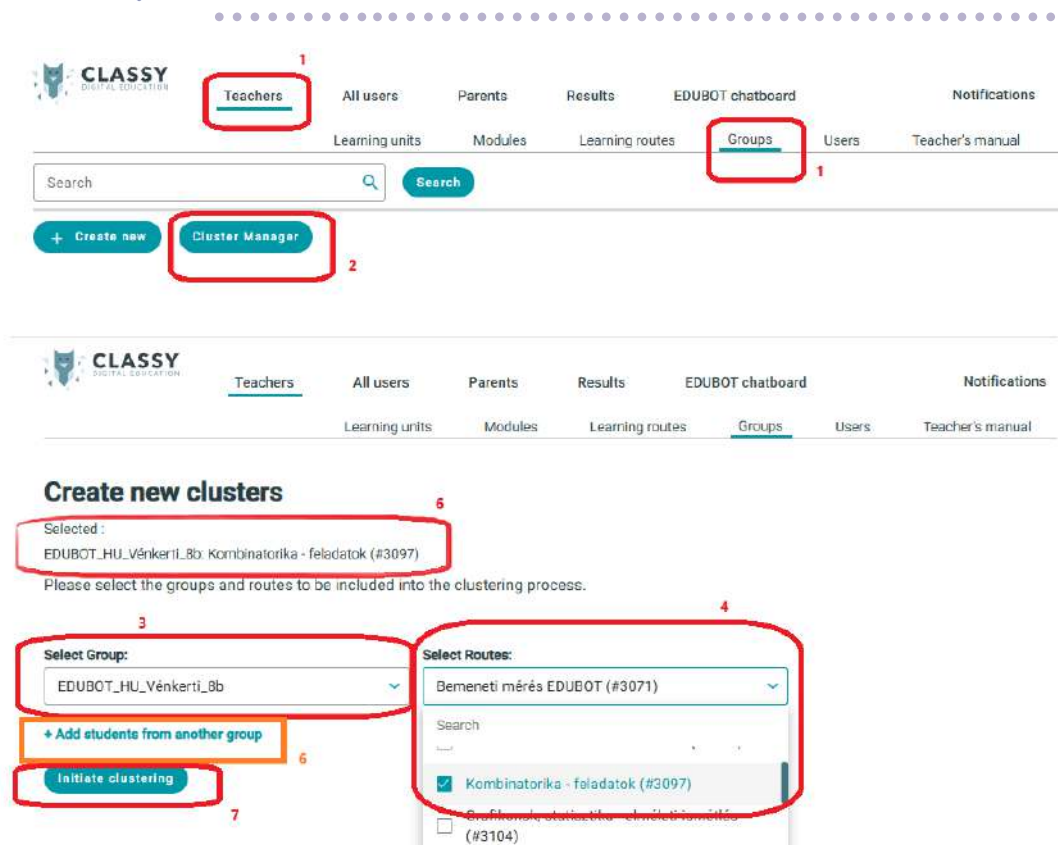 1
CLASSY
DIGITAL EDUCATION
Teachers All users Parents Results EDUBOT chatboard Notifications
Learning units Modules Learning routes Groups Users Teacher's manual
1
Search Search
+ Create new Cluster Manager
2
CLASSY
DIGITAL EDUCATION
Teachers All users Parents Results EDUBOT chatboard Notifications
Learning units Modules Learning routes Groups Users Teacher's manual
Create new clusters
6
Selected :
EDUBOT_HU_Vénkerti_8b: Kombinatorika - feladatok (#3097)
Please select the groups and routes to be included into the clustering process.
3 4
Select Group: Select Routes:
EDUBOT_HU_Vénkerti_8b Bemeneti mérés EDUBOT (#3071)
Search
+ Add students from another group
6
Initiate clustering Kombinatorika - feladatok (#3097)
7
(#3104)